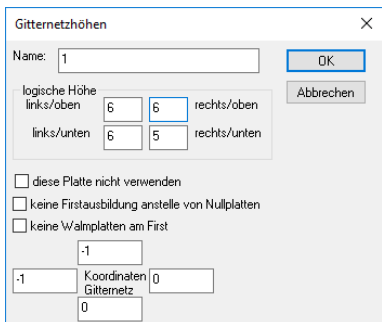 Gitternetzhöhen
Name: 1
OK
Abbrechen
logische Höhe
links/oben 6 6 rechts/oben
links/unten 6 5 rechts/unten
diese Platte nicht verwenden
keine Firstausbildung anstelle von Nullplatten
keine Walmplatten am First
-1
-1 Koordinaten 0
Gitternetz
0